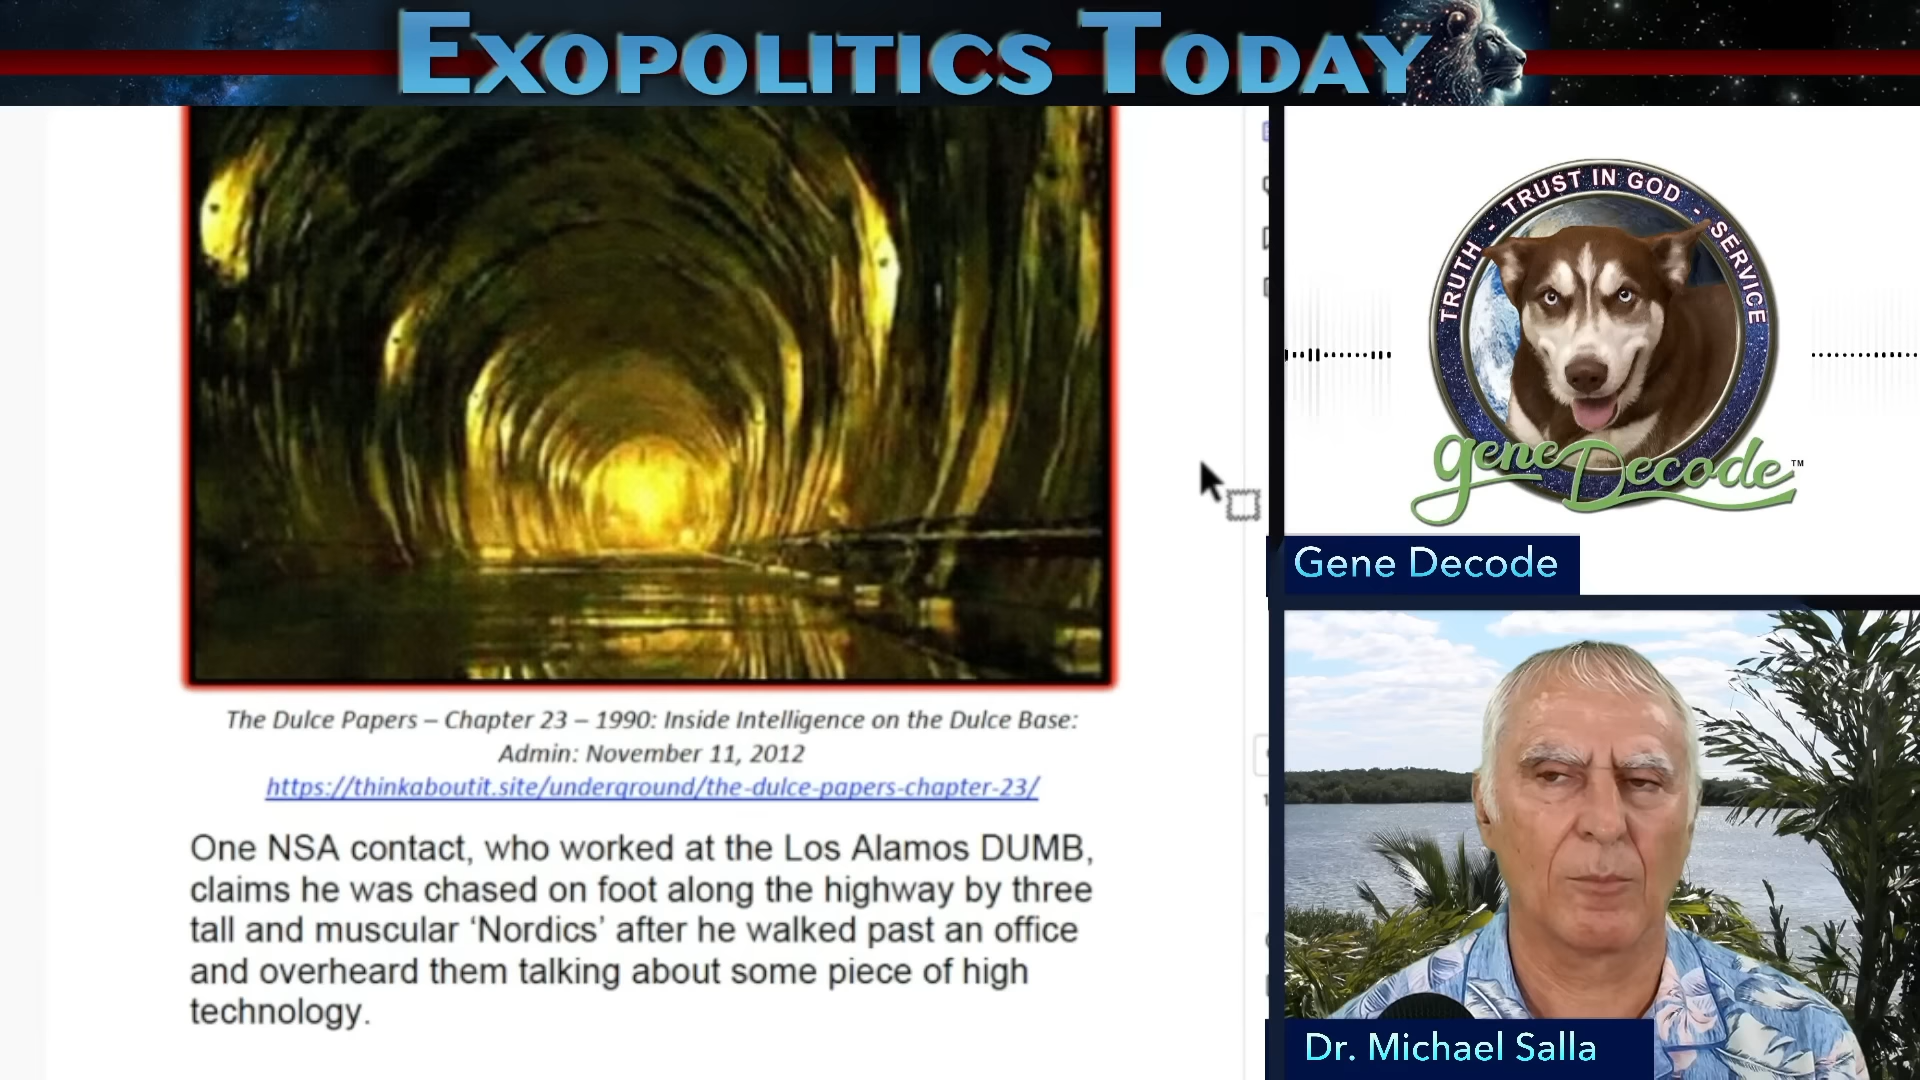 EXOPOLITICS TODAY
The Dulce Papers – Chapter 23 – 1990: Inside Intelligence on the Dulce Base:
Admin: November 11, 2012
https://thinkaboutit.site/underground/the-dulce-papers-chapter-23/
One NSA contact, who worked at the Los Alamos DUMB,
claims he was chased on foot along the highway by three
tall and muscular ‘Nordics’ after he walked past an office
and overheard them talking about some piece of high
technology.
TRUTH - TRUST IN GOD - SERVICE
gene Decode™
Gene Decode
Dr. Michael Salla